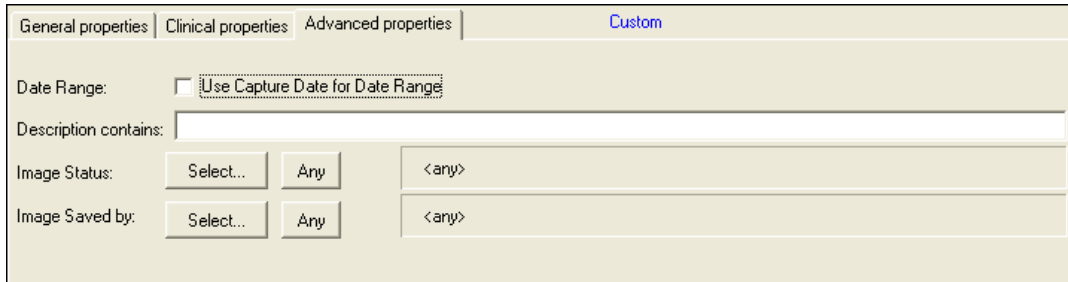 General properties Clinical properties Advanced properties Custom
Date Range: Use Capture Date for Date Range
Description contains:
Image Status: Select... Any <any>
Image Saved by: Select... Any <any>